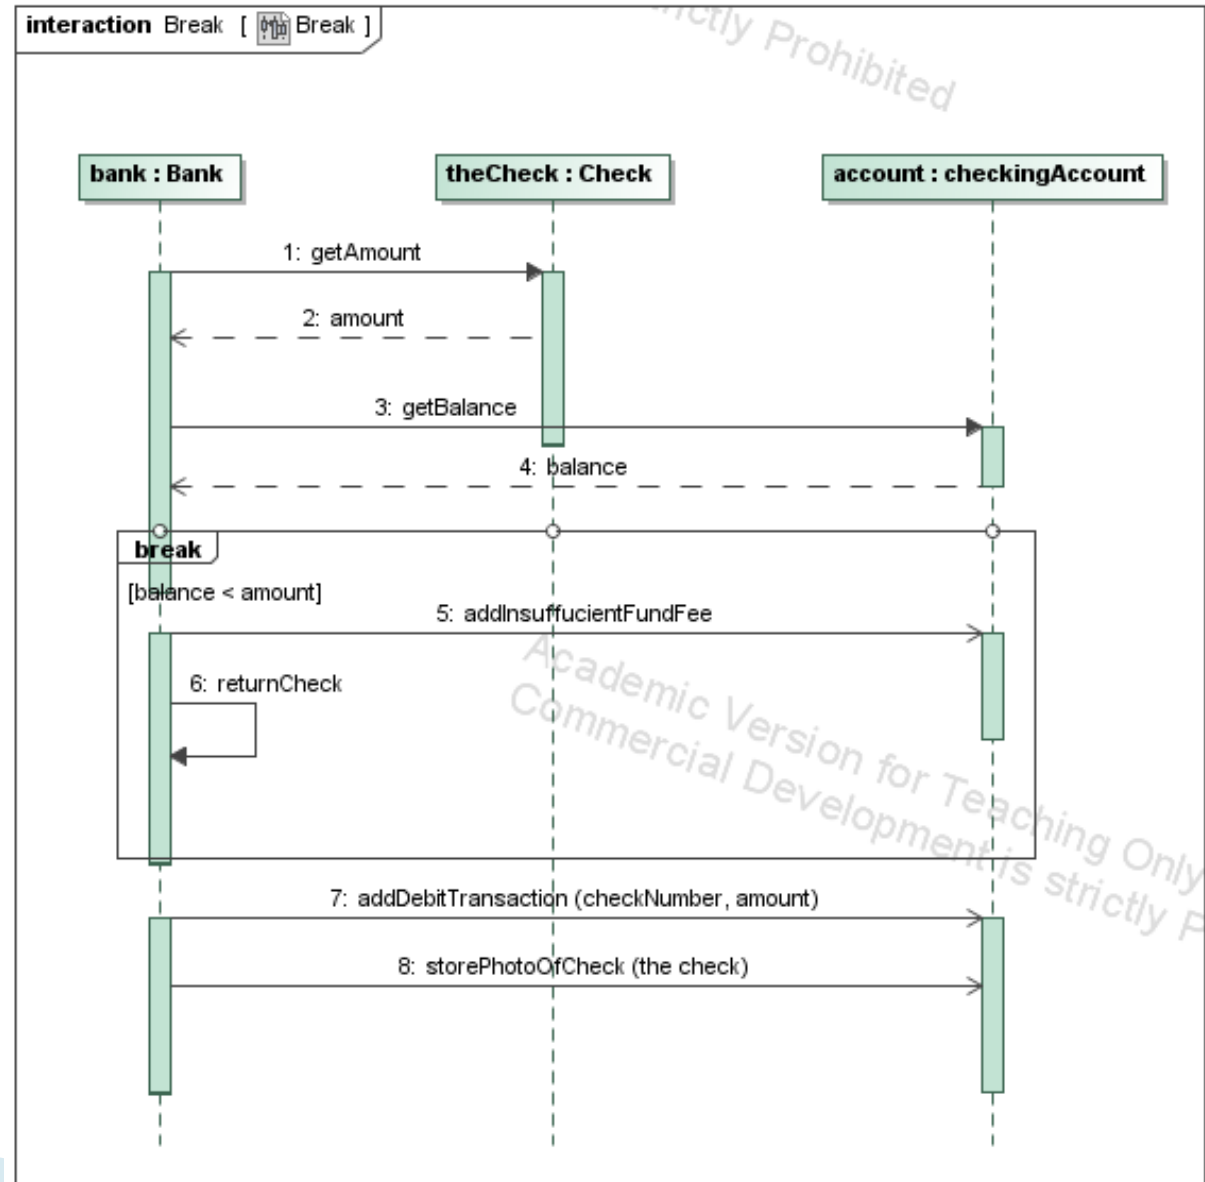 interaction Break [ Break ]
strictly Prohibited
bank : Bank
theCheck : Check
account : checkingAccount
1: getAmount
2: amount
3: getBalance
4: balance
break
[balance < amount]
5: addInsuffucientFundFee
6: returnCheck
Academic Version for Teaching Only
Commercial Development is strictly P
7: addDebitTransaction (checkNumber, amount)
8: storePhotoOfCheck (the check)